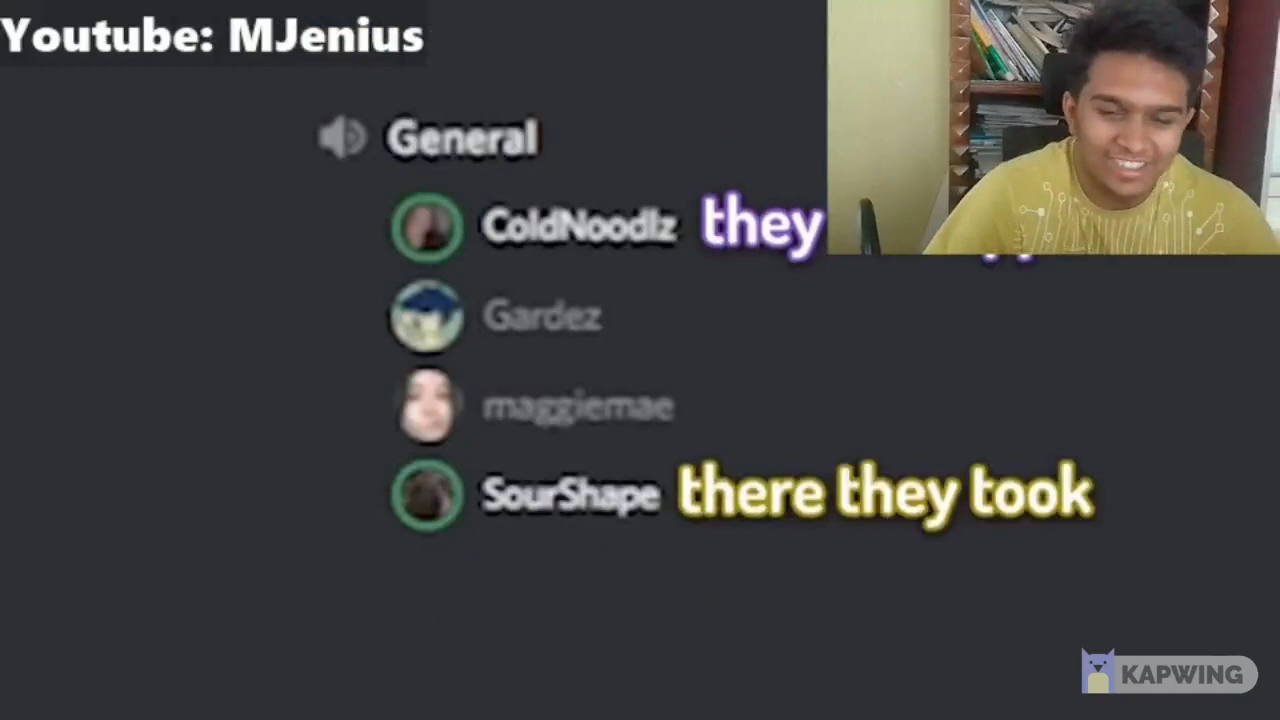 Youtube: MJenius
General
ColdNoodlz they
Gardez
maggiemae
SourShape there they took
KAPWING